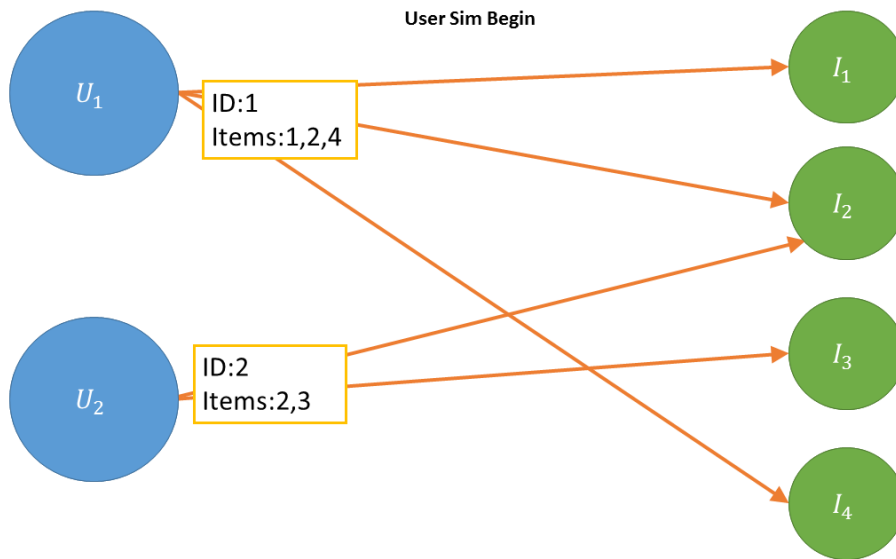 User Sim Begin
U₁
ID:1
Items:1,2,4
I₁
I₂
U₂
ID:2
Items:2,3
I₃
I₄